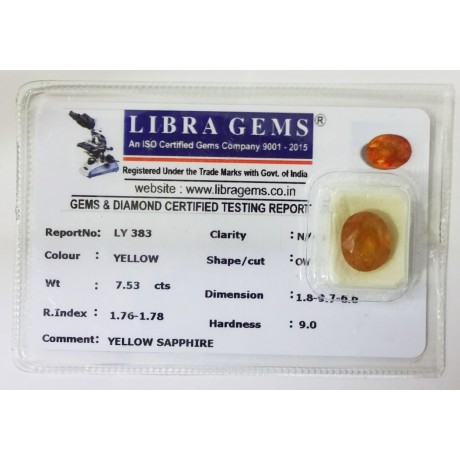 LIBRA GEMS®
An ISO Certified Gems Company 9001 - 2015
Registered Under the Trade Marks with Govt. of India
website : www.libragems.co.in
GEMS & DIAMOND CERTIFIED TESTING REPORT
ReportNo: LY 383 Clarity :
Colour : YELLOW Shape/cut :
Wt : 7.53 cts Dimension :
R.Index : 1.76-1.78 Hardness : 9.0
Comment: YELLOW SAPPHIRE